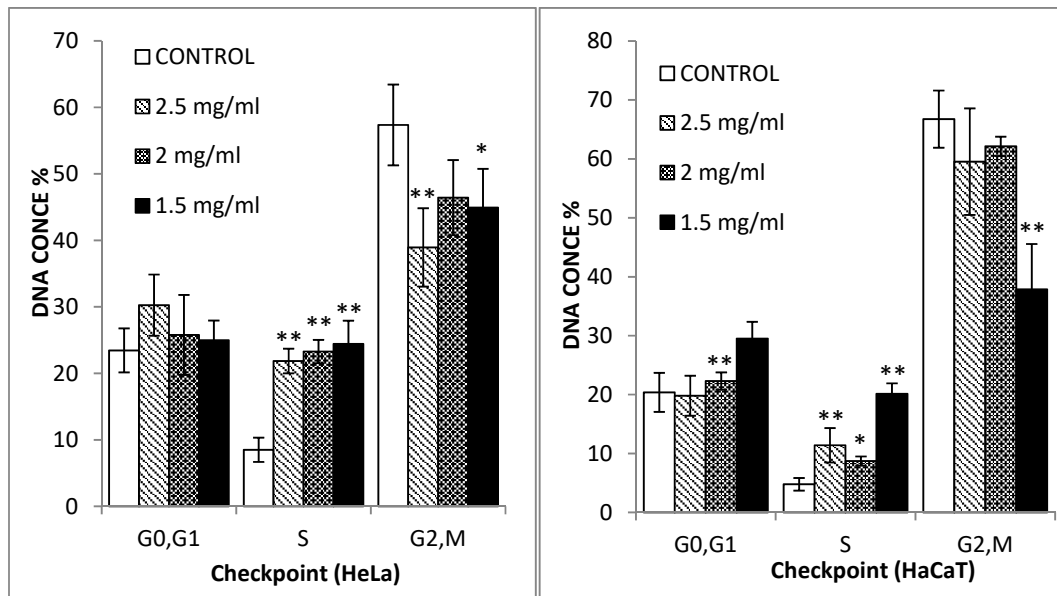 70
60
50
40
30
20
10
0
DNA CONCE %
CONTROL
2.5 mg/ml
2 mg/ml
1.5 mg/ml
**
**
**
**
*
G0,G1
S
G2,M
Checkpoint (HeLa)
80
70
60
50
40
30
20
10
0
DNA CONCE %
CONTROL
2.5 mg/ml
2 mg/ml
1.5 mg/ml
**
**
*
**
**
G0,G1
S
G2,M
Checkpoint (HaCaT)